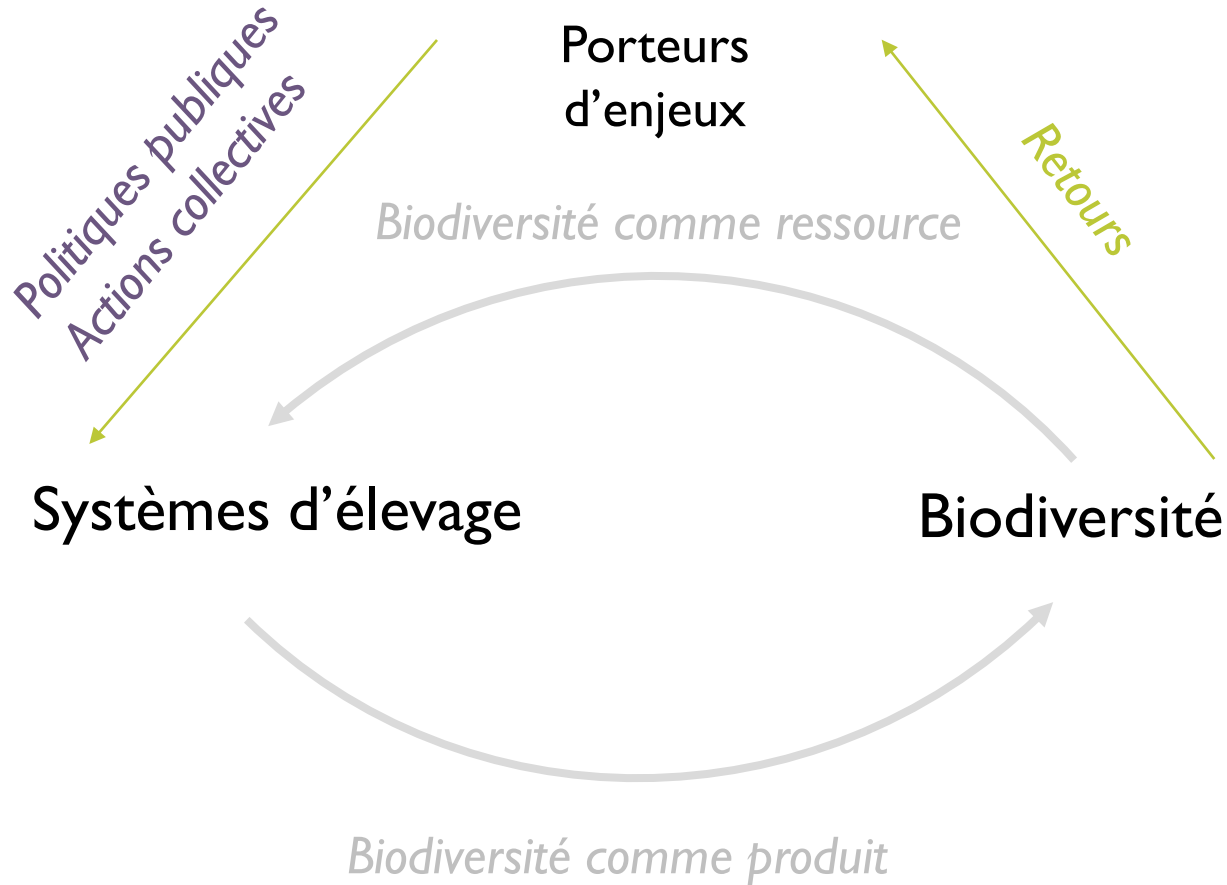 Politiques publiques
Actions collectives
Porteurs
d’enjeux
Retours
Biodiversité comme ressource
Systèmes d’élevage
Biodiversité
Biodiversité comme produit